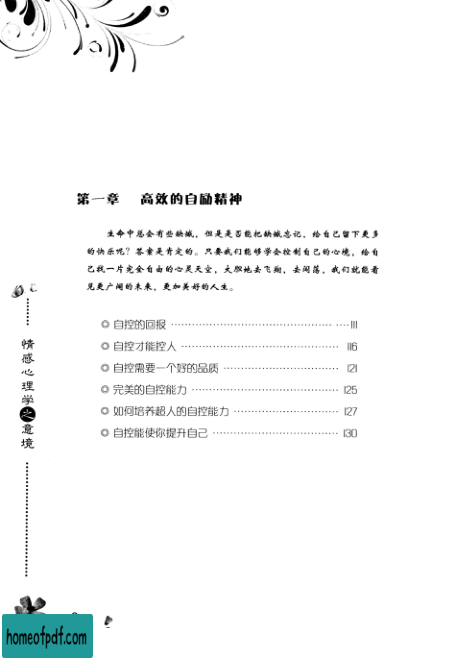 第一章 高效的自励精神
生命中总会有些缺憾，但是是否能把缺憾忘记，给自己留下更多
的快乐呢？答案是肯定的。只要我们能够学会控制自己的心境，给自
己找一片完全自由的心灵天空，大胆地去飞翔，去闯荡，我们就能看
见更广阔的未来，更加美好的人生。
◎ 自控的回报 …………………………………… 111
◎ 自控才能控人 ………………………………… 116
◎ 自控需要一个好的品质 ……………………… 121
◎ 完美的自控能力 ……………………………… 125
◎ 如何培养超人的自控能力 …………………… 127
◎ 自控能使你提升自己 ………………………… 130
情感心理学之意境
homeofpdf.com